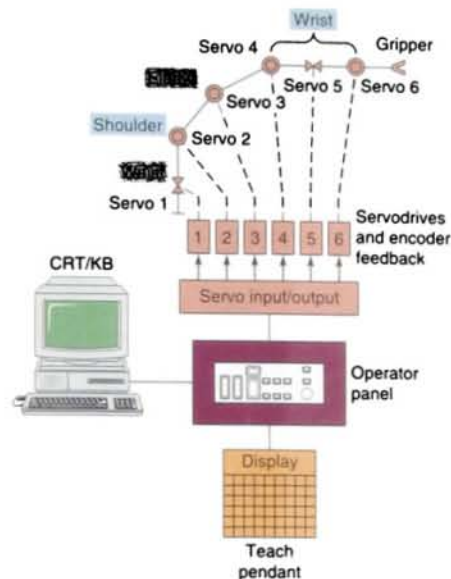 Wrist
Servo 4
Gripper
Servo 5
Servo 6
Servo 3
Shoulder
Servo 2
Servo 1
1 2 3 4 5 6
Servodrives
and encoder
feedback
CRT/KB
Servo input/output
Operator
panel
Display
Teach
pendant